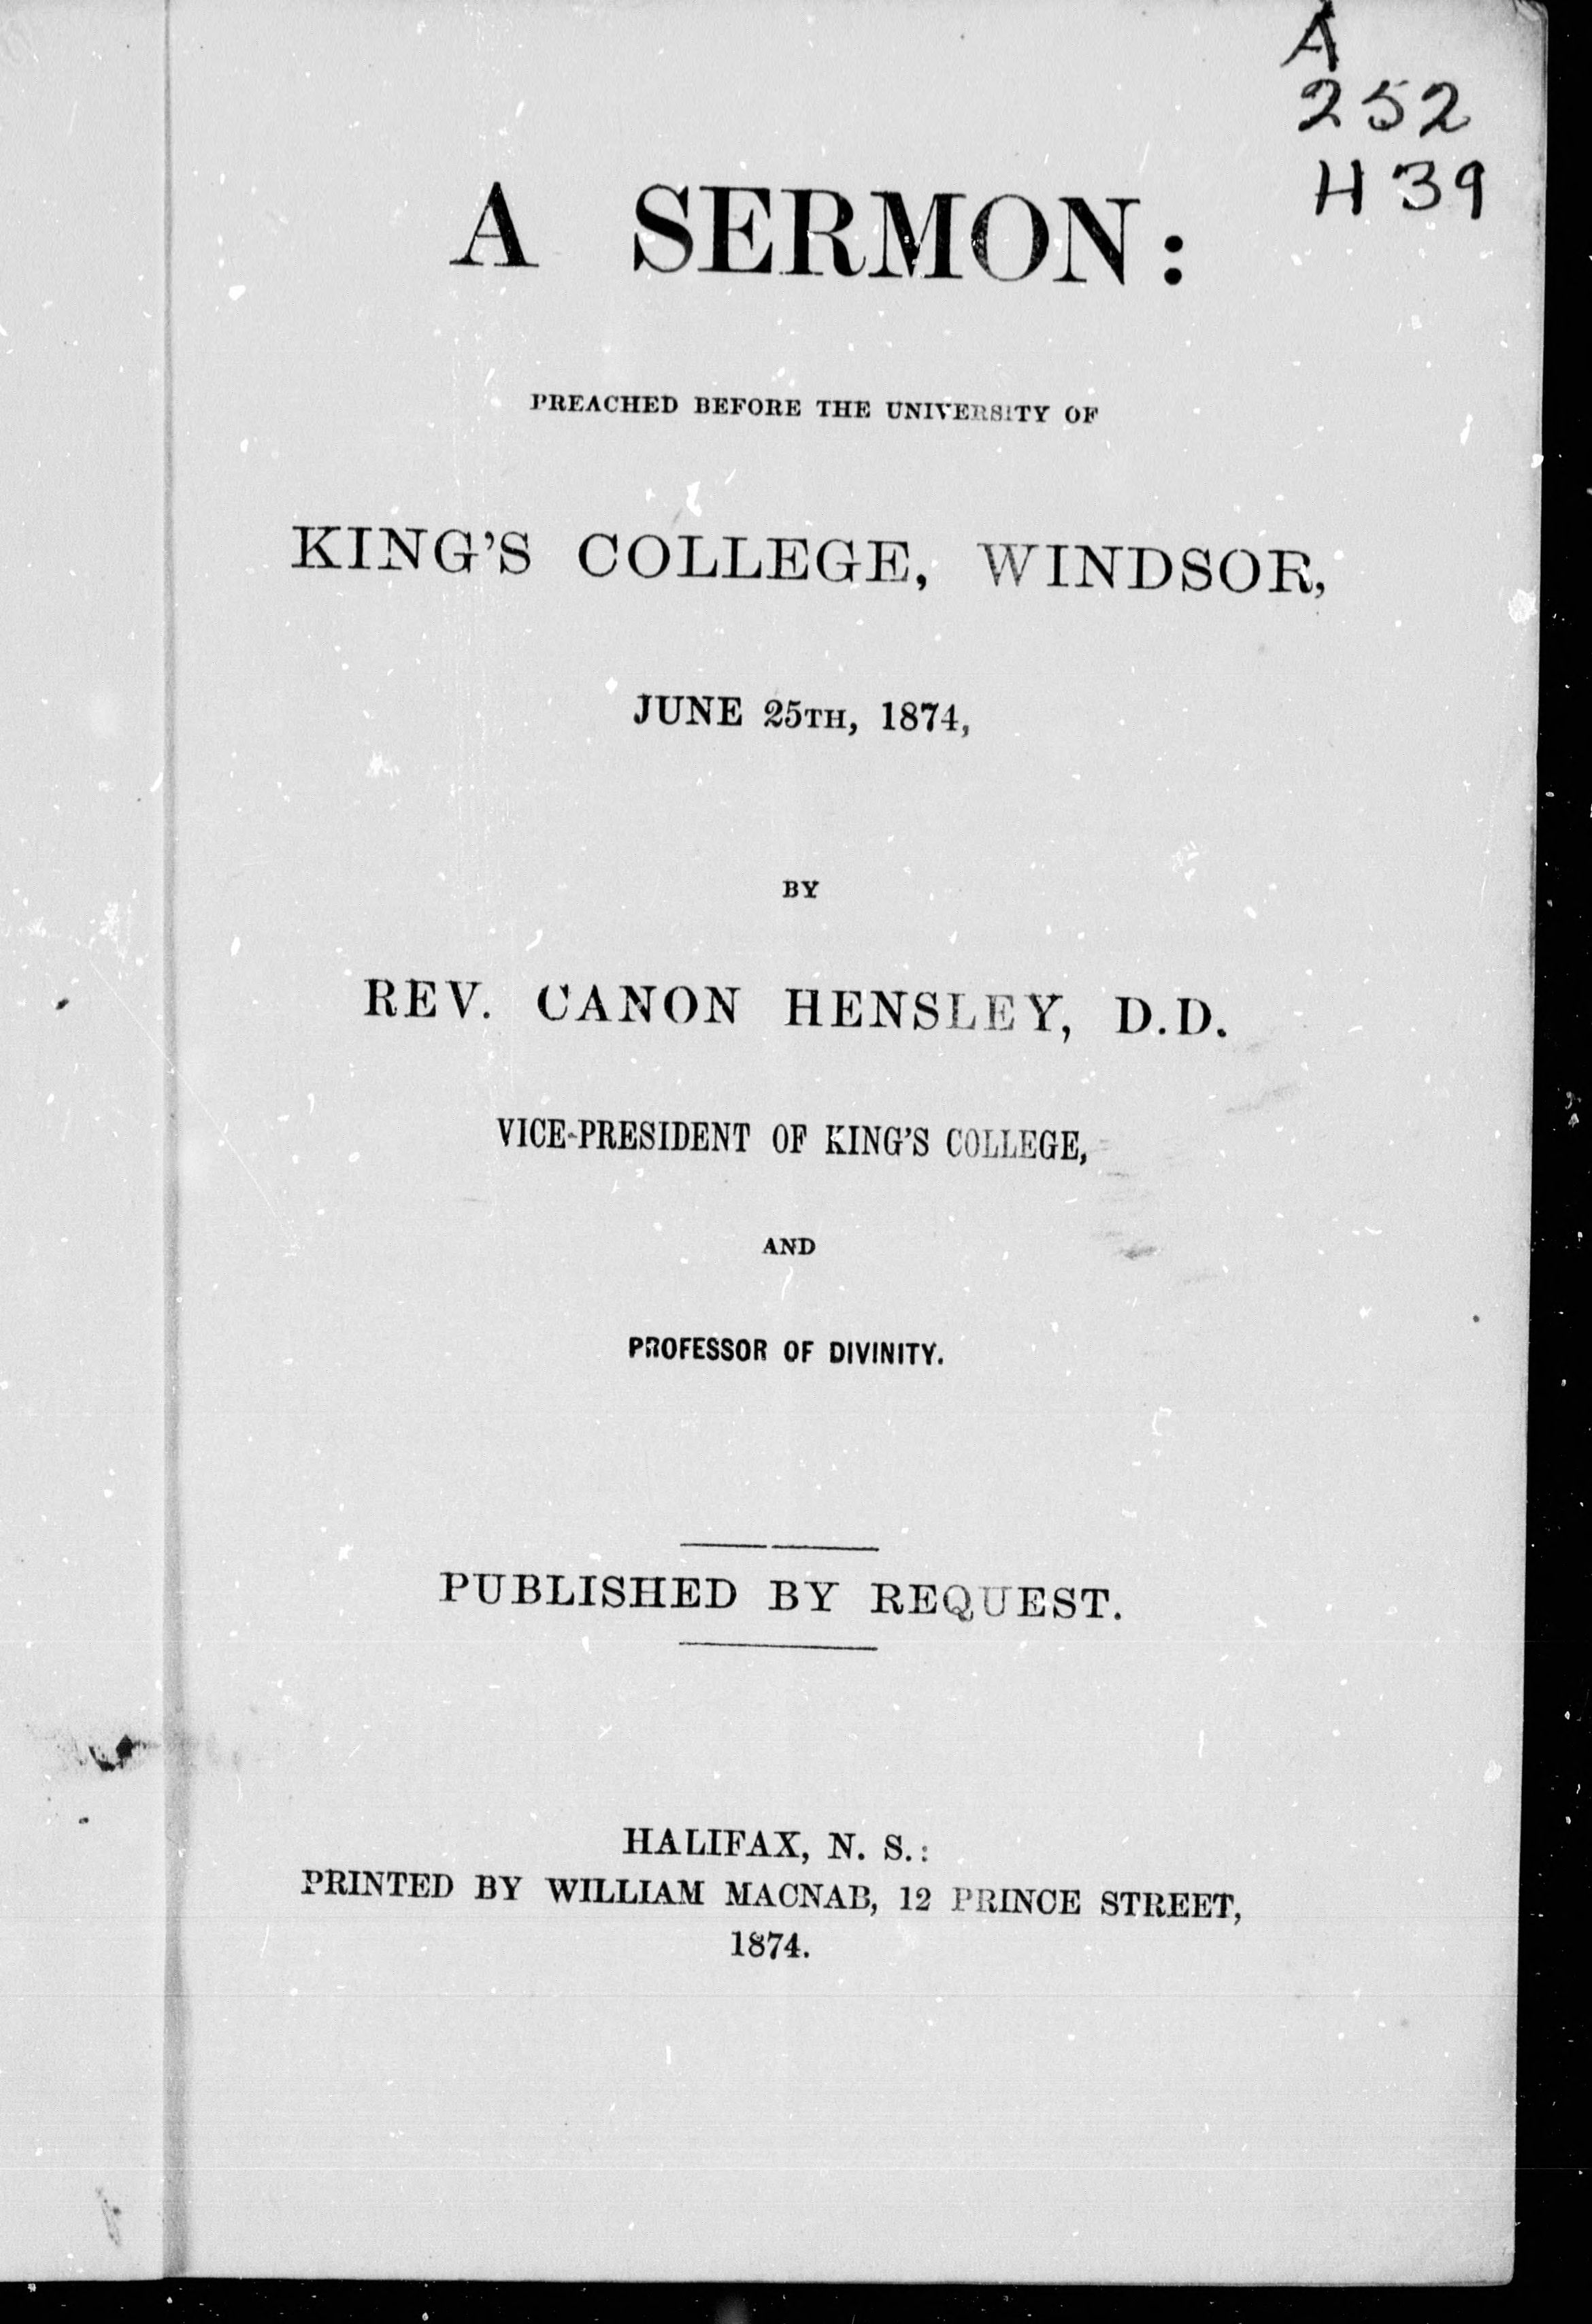 A
252
H39
A SERMON:
PREACHED BEFORE THE UNIVERSITY OF
KING'S COLLEGE, WINDSOR,
JUNE 25TH, 1874,
BY
REV. CANON HENSLEY, D.D.
VICE-PRESIDENT OF KING'S COLLEGE,
AND
PROFESSOR OF DIVINITY.
PUBLISHED BY REQUEST.
HALIFAX, N. S.:
PRINTED BY WILLIAM MACNAB, 12 PRINCE STREET,
1874.